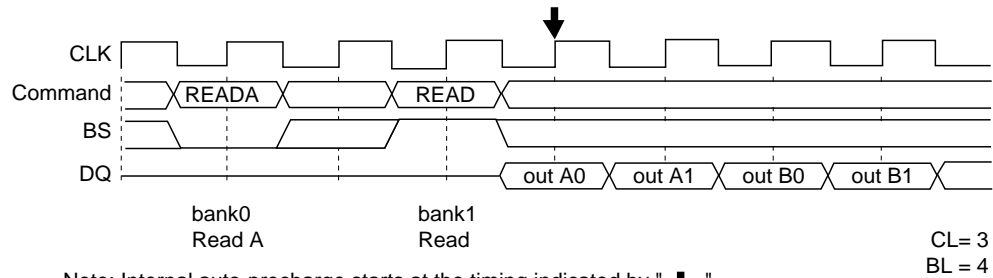 CLK
Command READA READ
BS
DQ out A0 out A1 out B0 out B1
bank0 bank1
Read A Read
CL= 3
BL = 4
Note: Internal auto-precharge starts at the timing indicated by " ".